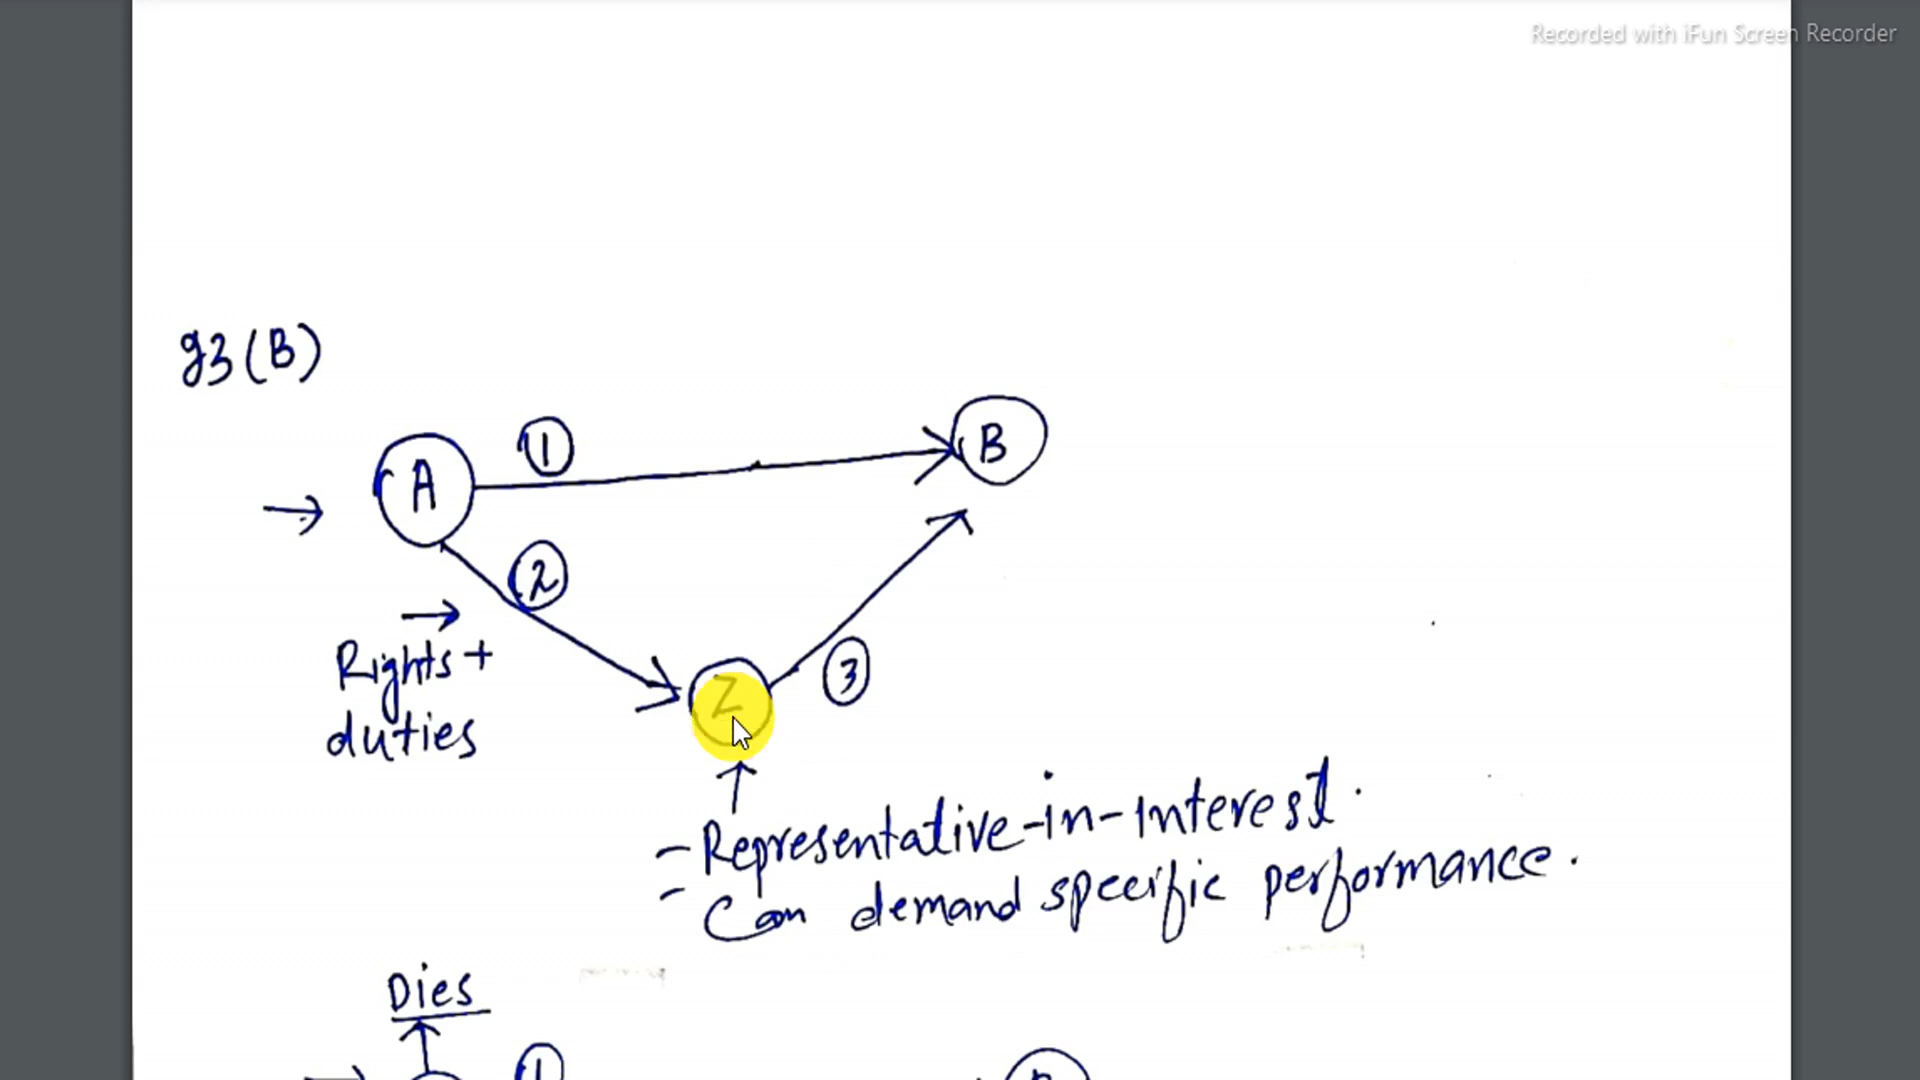 Recorded with iFun Screen Recorder
93(B)
A
1
B
2
Rights +
duties
Z
3
- Representative-in-Interest.
- Can demand specific performance.
Dies
1